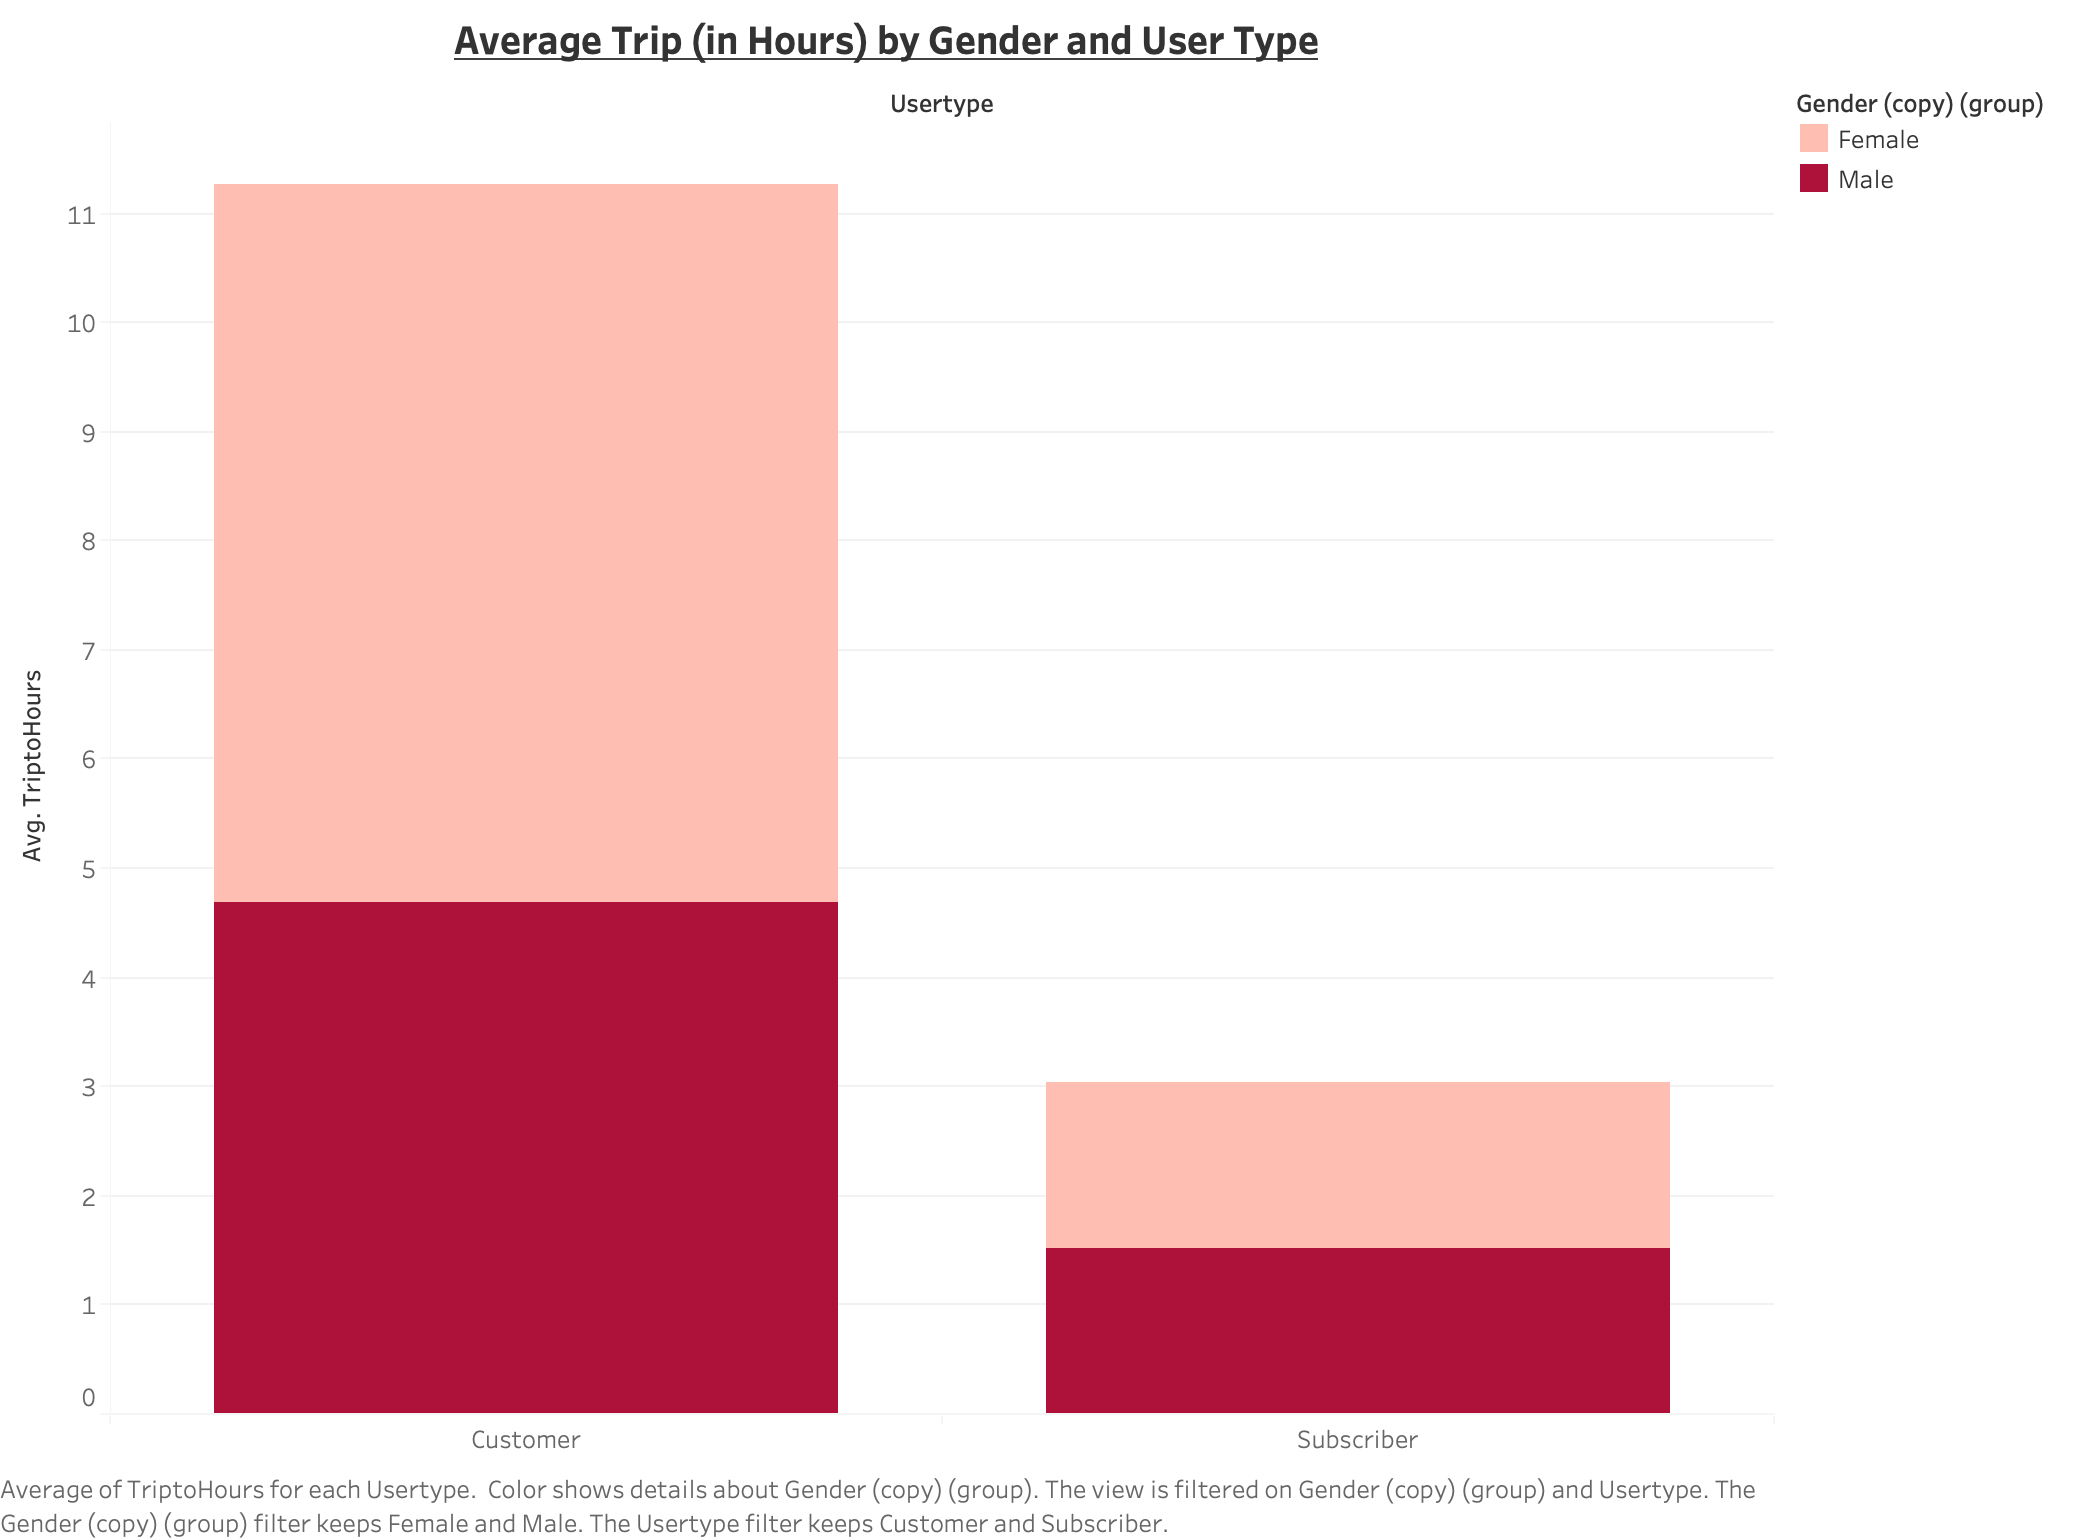 Average Trip (in Hours) by Gender and User Type
Usertype
Gender (copy) (group)
Female
Male
11
10
9
8
7
6
5
4
3
2
1
0
Avg. TriptoHours
Customer
Subscriber
Average of TriptoHours for each Usertype.  Color shows details about Gender (copy) (group). The view is filtered on Gender (copy) (group) and Usertype. The
Gender (copy) (group) filter keeps Female and Male. The Usertype filter keeps Customer and Subscriber.